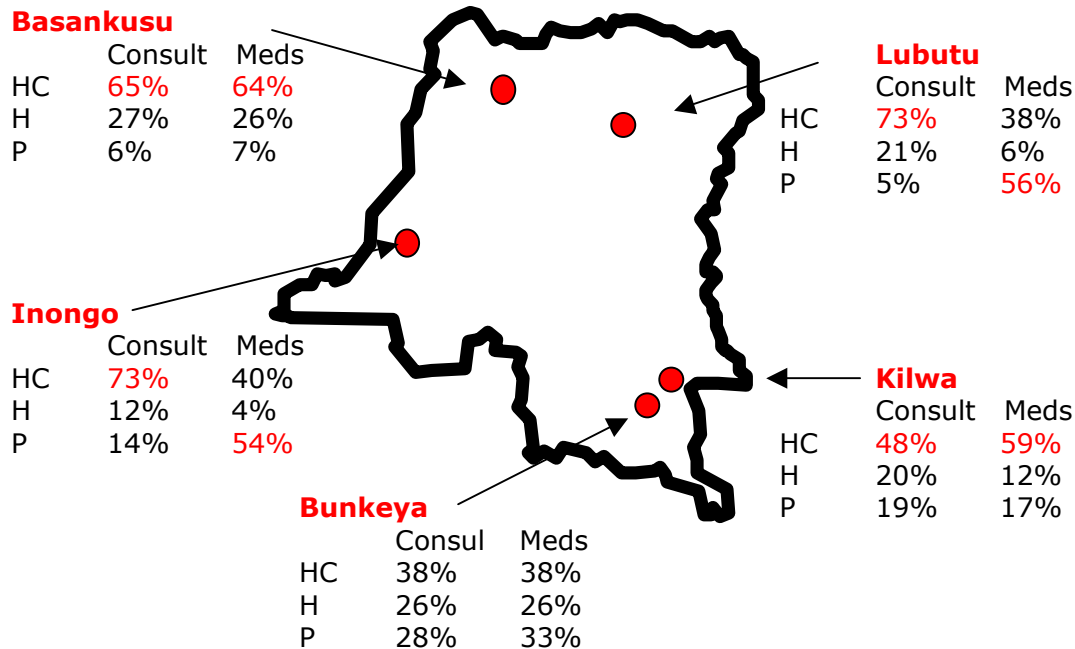 Basankusu
Consult Meds
HC 65% 64%
H 27% 26%
P 6% 7%
Lubutu
Consult Meds
HC 73% 38%
H 21% 6%
P 5% 56%
Inongo
Consult Meds
HC 73% 40%
H 12% 4%
P 14% 54%
Kilwa
Consult Meds
HC 48% 59%
H 20% 12%
P 19% 17%
Bunkeya
Consul Meds
HC 38% 38%
H 26% 26%
P 28% 33%